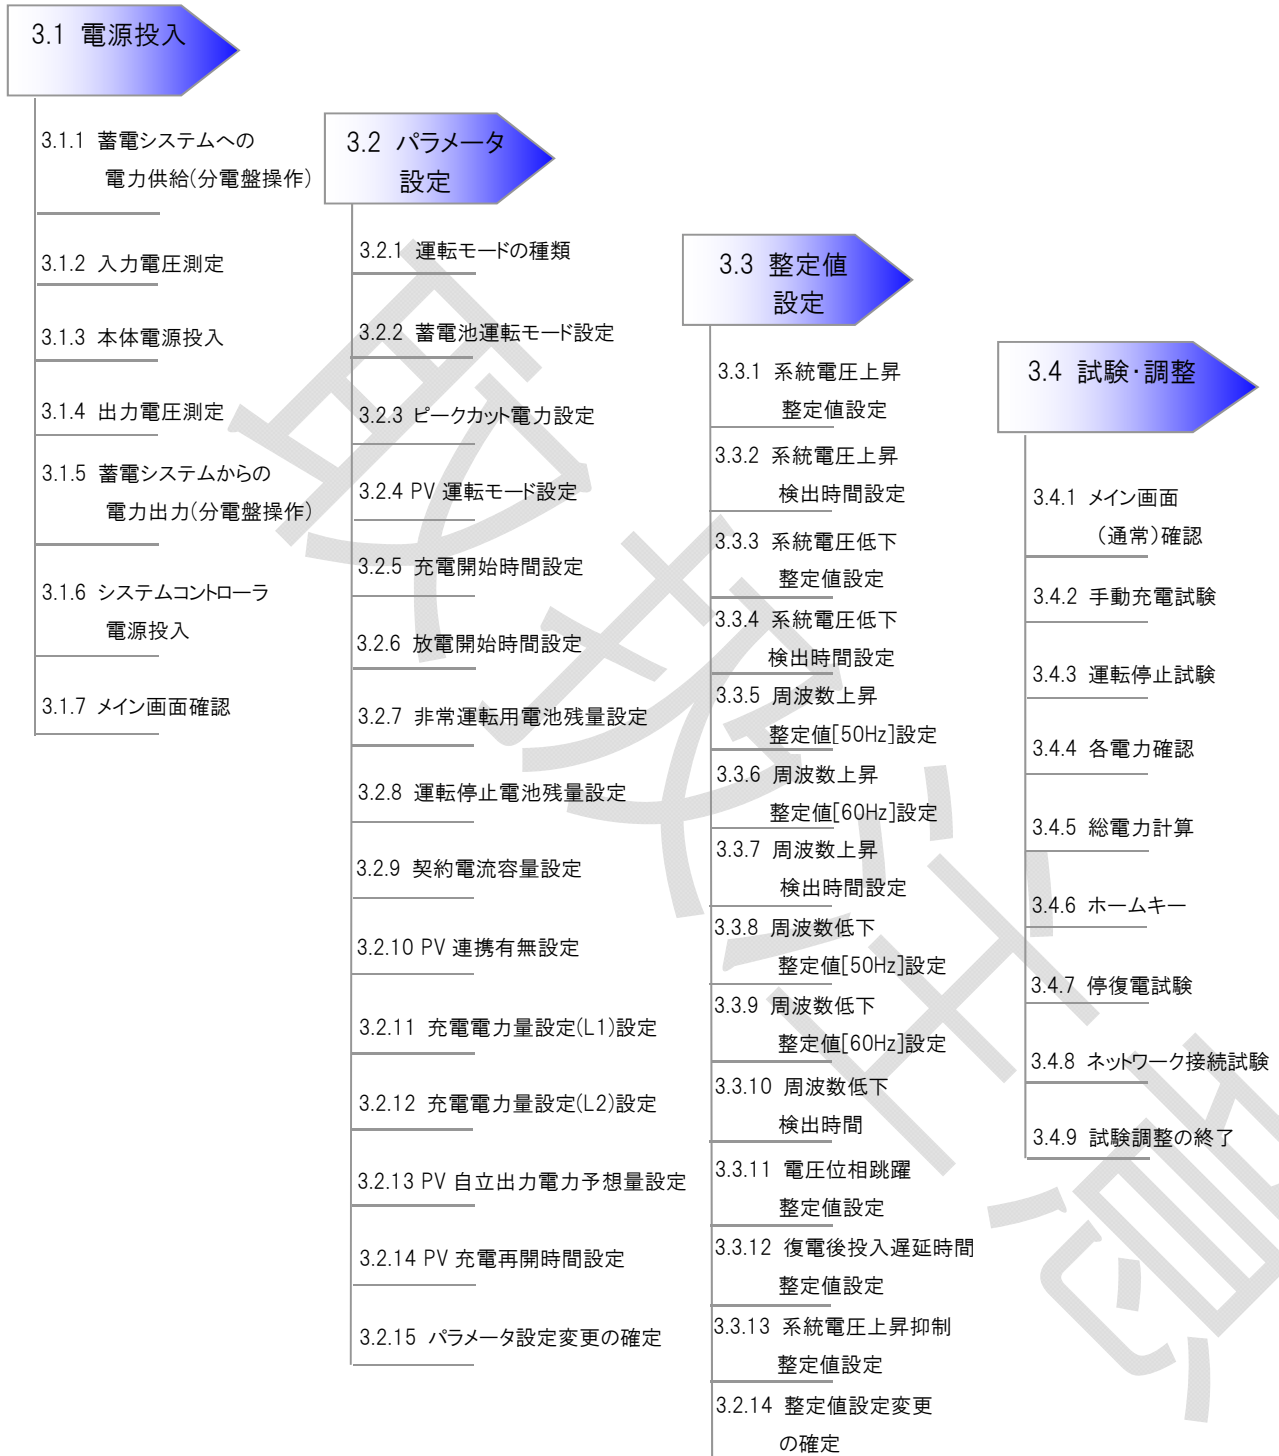 3.1 電源投入
3.1.1 蓄電システムへの
電力供給(分電盤操作)
3.1.2 入力電圧測定
3.1.3 本体電源投入
3.1.4 出力電圧測定
3.1.5 蓄電システムからの
電力出力(分電盤操作)
3.1.6 システムコントローラ
電源投入
3.1.7 メイン画面確認
3.2 パラメータ
設定
3.2.1 運転モードの種類
3.2.2 蓄電池運転モード設定
3.2.3 ピークカット電力設定
3.2.4 PV 運転モード設定
3.2.5 充電開始時間設定
3.2.6 放電開始時間設定
3.2.7 非常運転用電池残量設定
3.2.8 運転停止電池残量設定
3.2.9 契約電流容量設定
3.2.10 PV 連携有無設定
3.2.11 充電電力量設定(L1)設定
3.2.12 充電電力量設定(L2)設定
3.2.13 PV 自立出力電力予想量設定
3.2.14 PV 充電再開時間設定
3.2.15 パラメータ設定変更の確定
3.3 整定値
設定
3.3.1 系統電圧上昇
整定値設定
3.3.2 系統電圧上昇
検出時間設定
3.3.3 系統電圧低下
整定値設定
3.3.4 系統電圧低下
検出時間設定
3.3.5 周波数上昇
整定値[50Hz]設定
3.3.6 周波数上昇
整定値[60Hz]設定
3.3.7 周波数上昇
検出時間設定
3.3.8 周波数低下
整定値[50Hz]設定
3.3.9 周波数低下
整定値[60Hz]設定
3.3.10 周波数低下
検出時間
3.3.11 電圧位相跳躍
整定値設定
3.3.12 復電後投入遅延時間
整定値設定
3.3.13 系統電圧上昇抑制
整定値設定
3.2.14 整定値設定変更
の確定
3.4 試験・調整
3.4.1 メイン画面
(通常)確認
3.4.2 手動充電試験
3.4.3 運転停止試験
3.4.4 各電力確認
3.4.5 総電力計算
3.4.6 ホームキー
3.4.7 停復電試験
3.4.8 ネットワーク接続試験
3.4.9 試験調整の終了
取扱注意